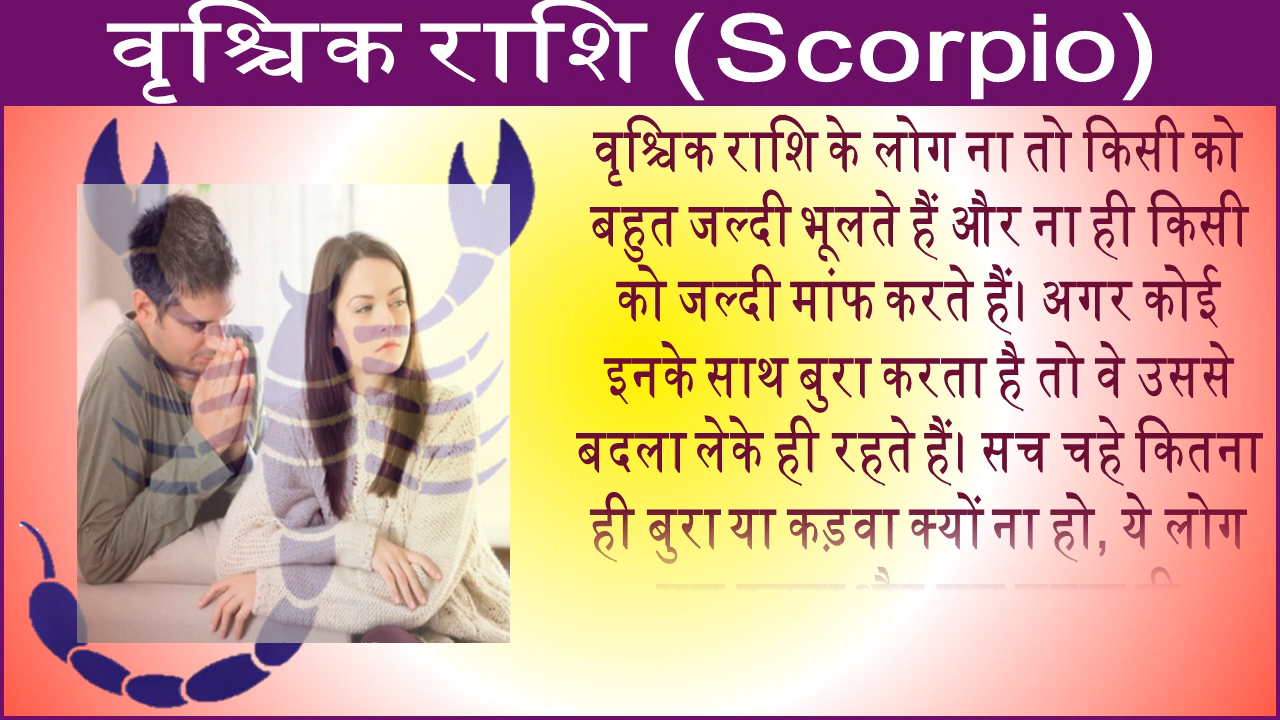 वृश्चिक राशि (Scorpio)
वृश्चिक राशि के लोग ना तो किसी को
बहुत जल्दी भूलते हैं और ना ही किसी
को जल्दी मांफ करते हैं। अगर कोई
इनके साथ बुरा करता है तो वे उससे
बदला लेके ही रहते हैं। सच चहे कितना
ही बुरा या कड़वा क्यों ना हो, ये लोग